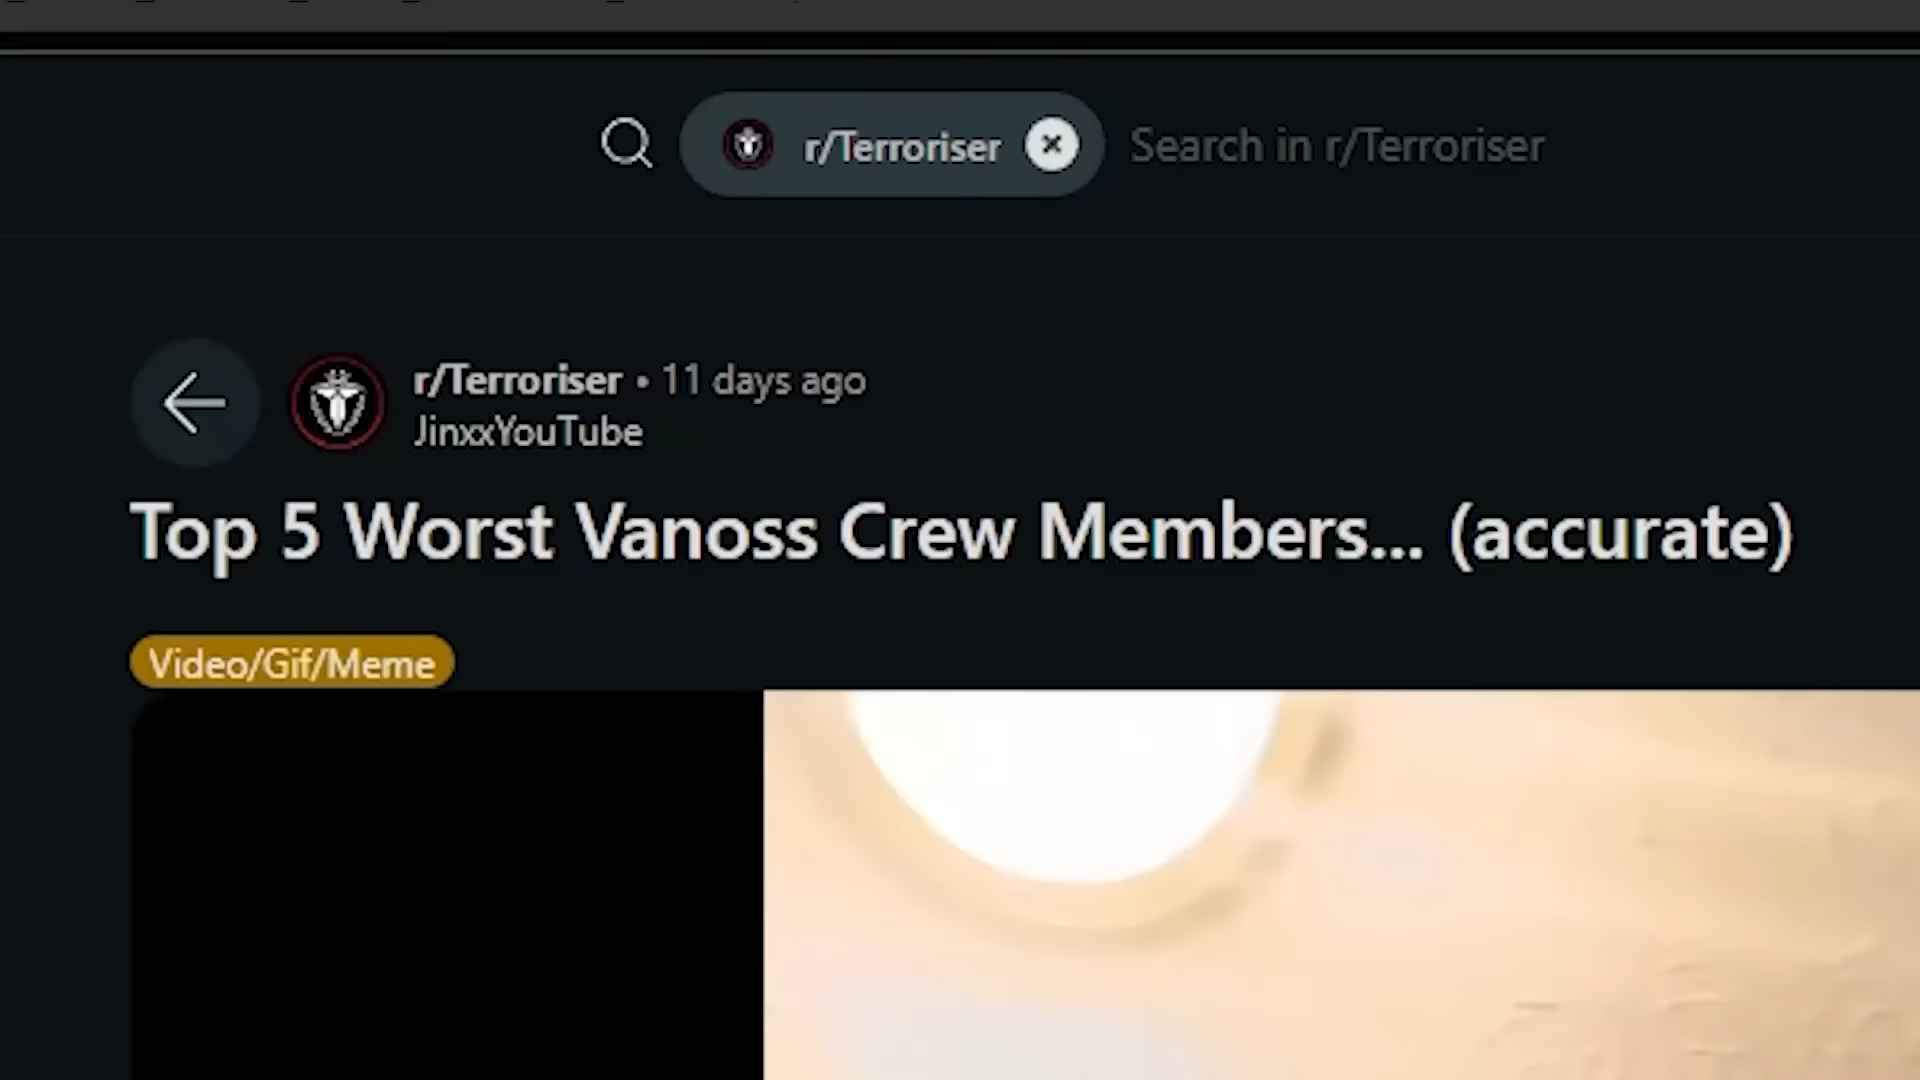 r/Terroriser
Search in r/Terroriser
r/Terroriser • 11 days ago
JinxxYouTube
Top 5 Worst Vanoss Crew Members... (accurate)
Video/Gif/Meme